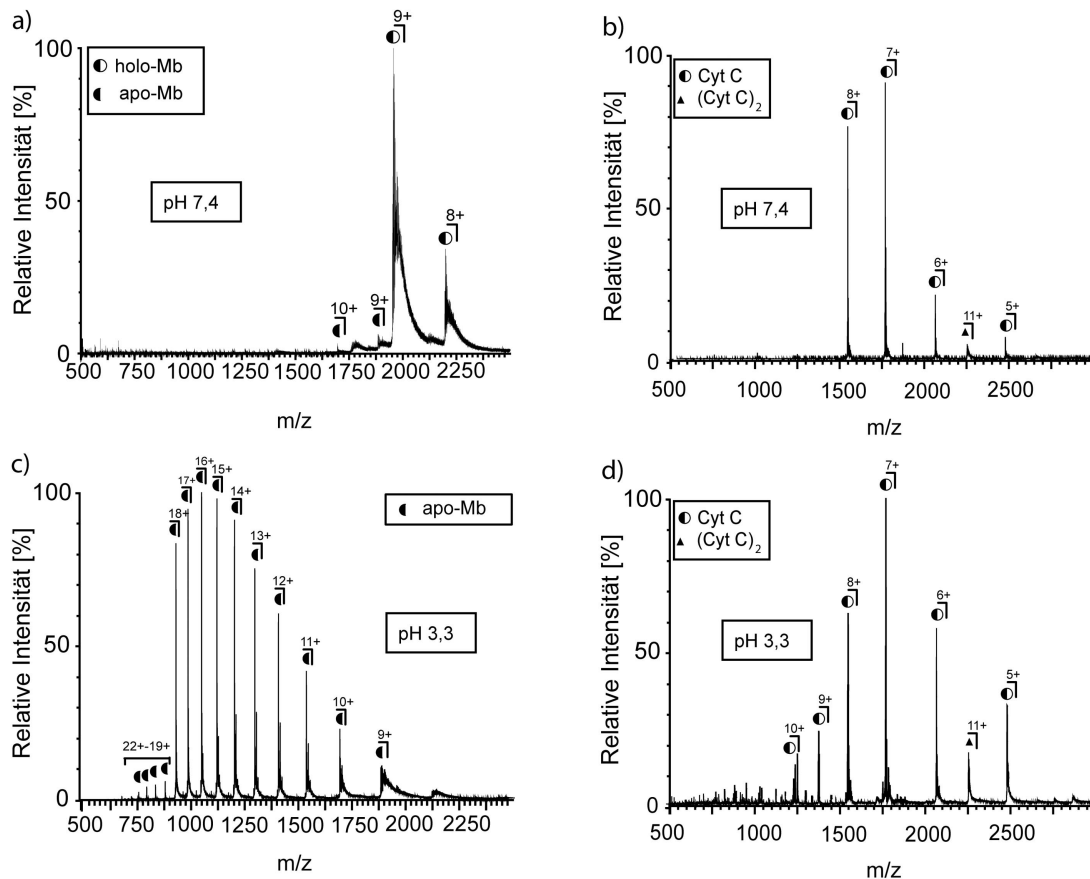 a)
9+
100
holo-Mb
apo-Mb
pH 7,4
50
8+
10+
9+
0
500 750 1000 1250 1500 1750 2000 2250
m/z
Relative Intensität [%]
b)
7+
100
Cyt C
(Cyt C)2
8+
pH 7,4
50
6+
11+
5+
0
500 1000 1500 2000 2500
m/z
Relative Intensität [%]
c)
16+
17+
15+
100
14+
apo-Mb
18+
13+
12+
pH 3,3
50
11+
10+
22+-19+
9+
0
500 750 1000 1250 1500 1750 2000 2250
m/z
Relative Intensität [%]
d)
7+
100
Cyt C
(Cyt C)2
8+
6+
pH 3,3
50
5+
9+
10+
11+
0
500 1000 1500 2000 2500
m/z
Relative Intensität [%]